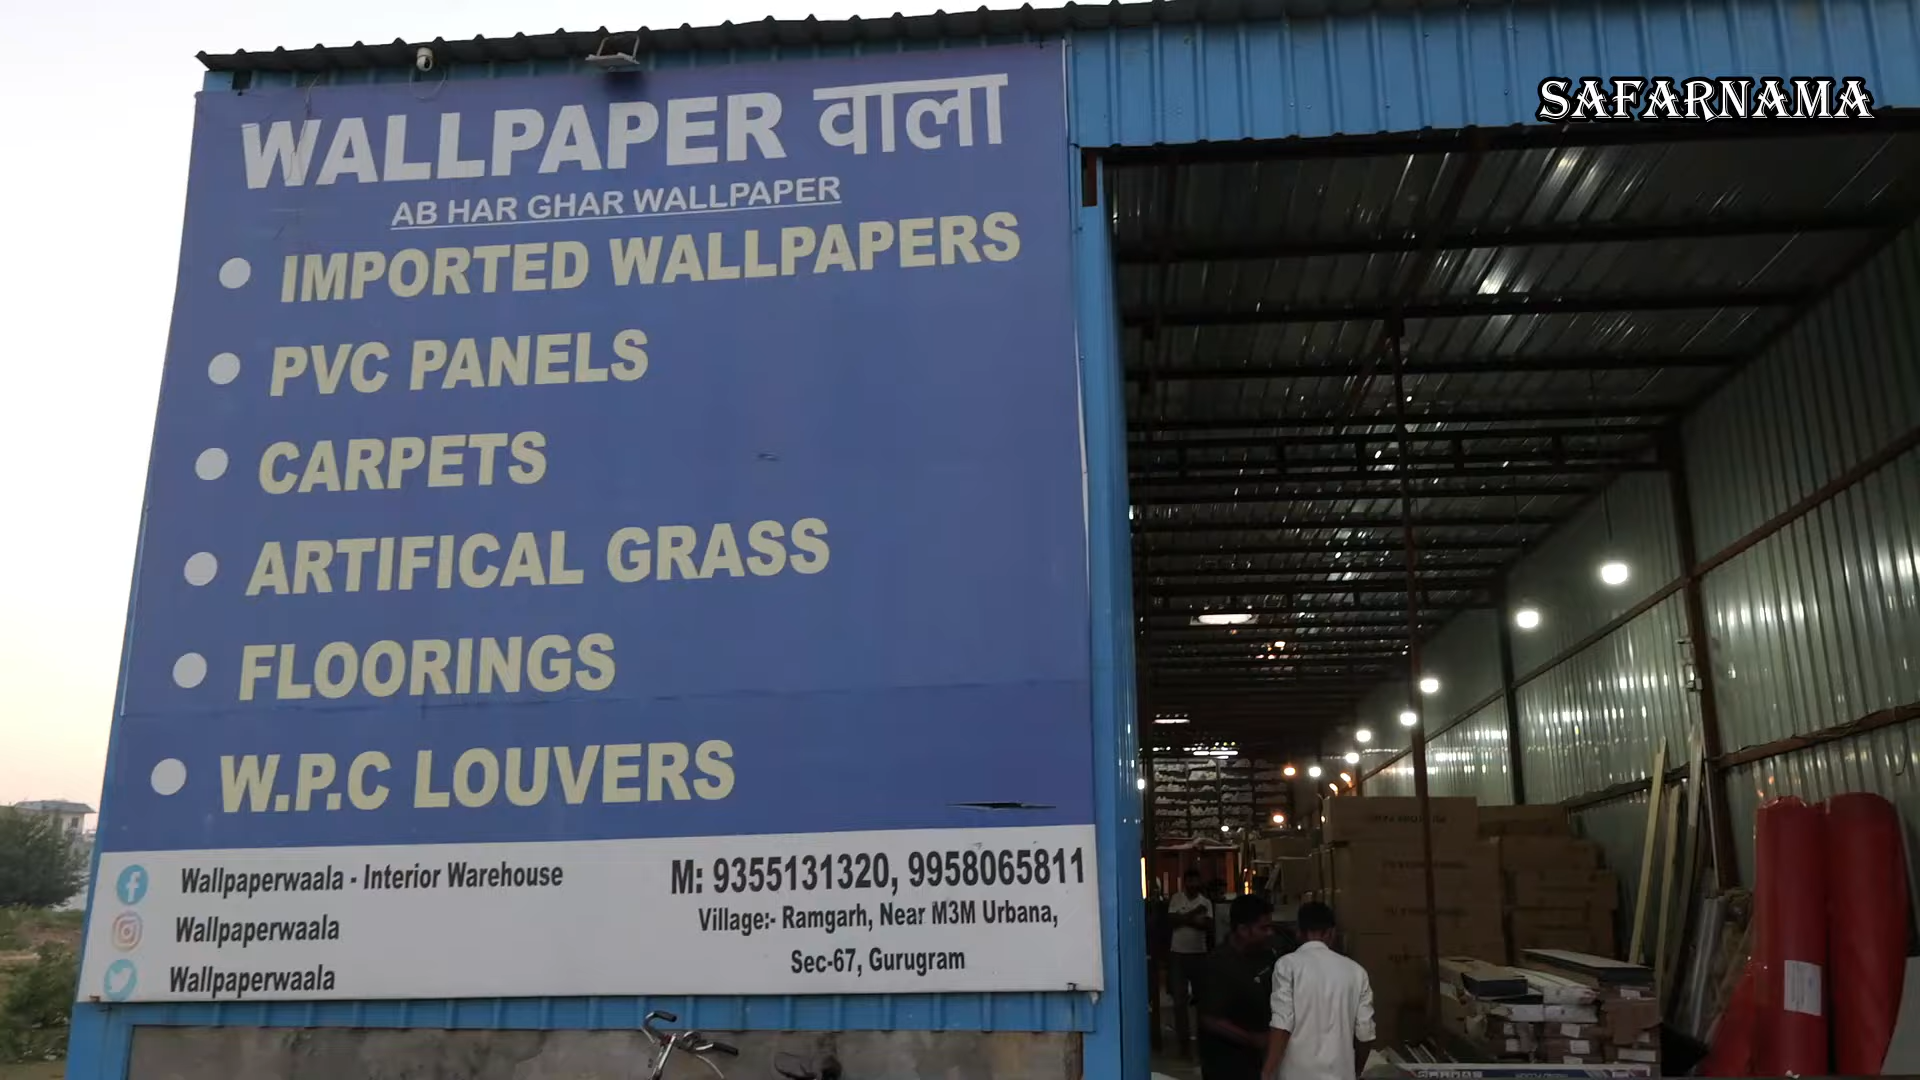 SAFARNAMA
WALLPAPER वाला
AB HAR GHAR WALLPAPER
IMPORTED WALLPAPERS
PVC PANELS
CARPETS
ARTIFICAL GRASS
FLOORINGS
W.P.C LOUVERS
Wallpaperwaala - Interior Warehouse
Wallpaperwaala
Wallpaperwaala
M: 9355131320, 9958065811
Village:- Ramgarh, Near M3M Urbana,
Sec-67, Gurugram